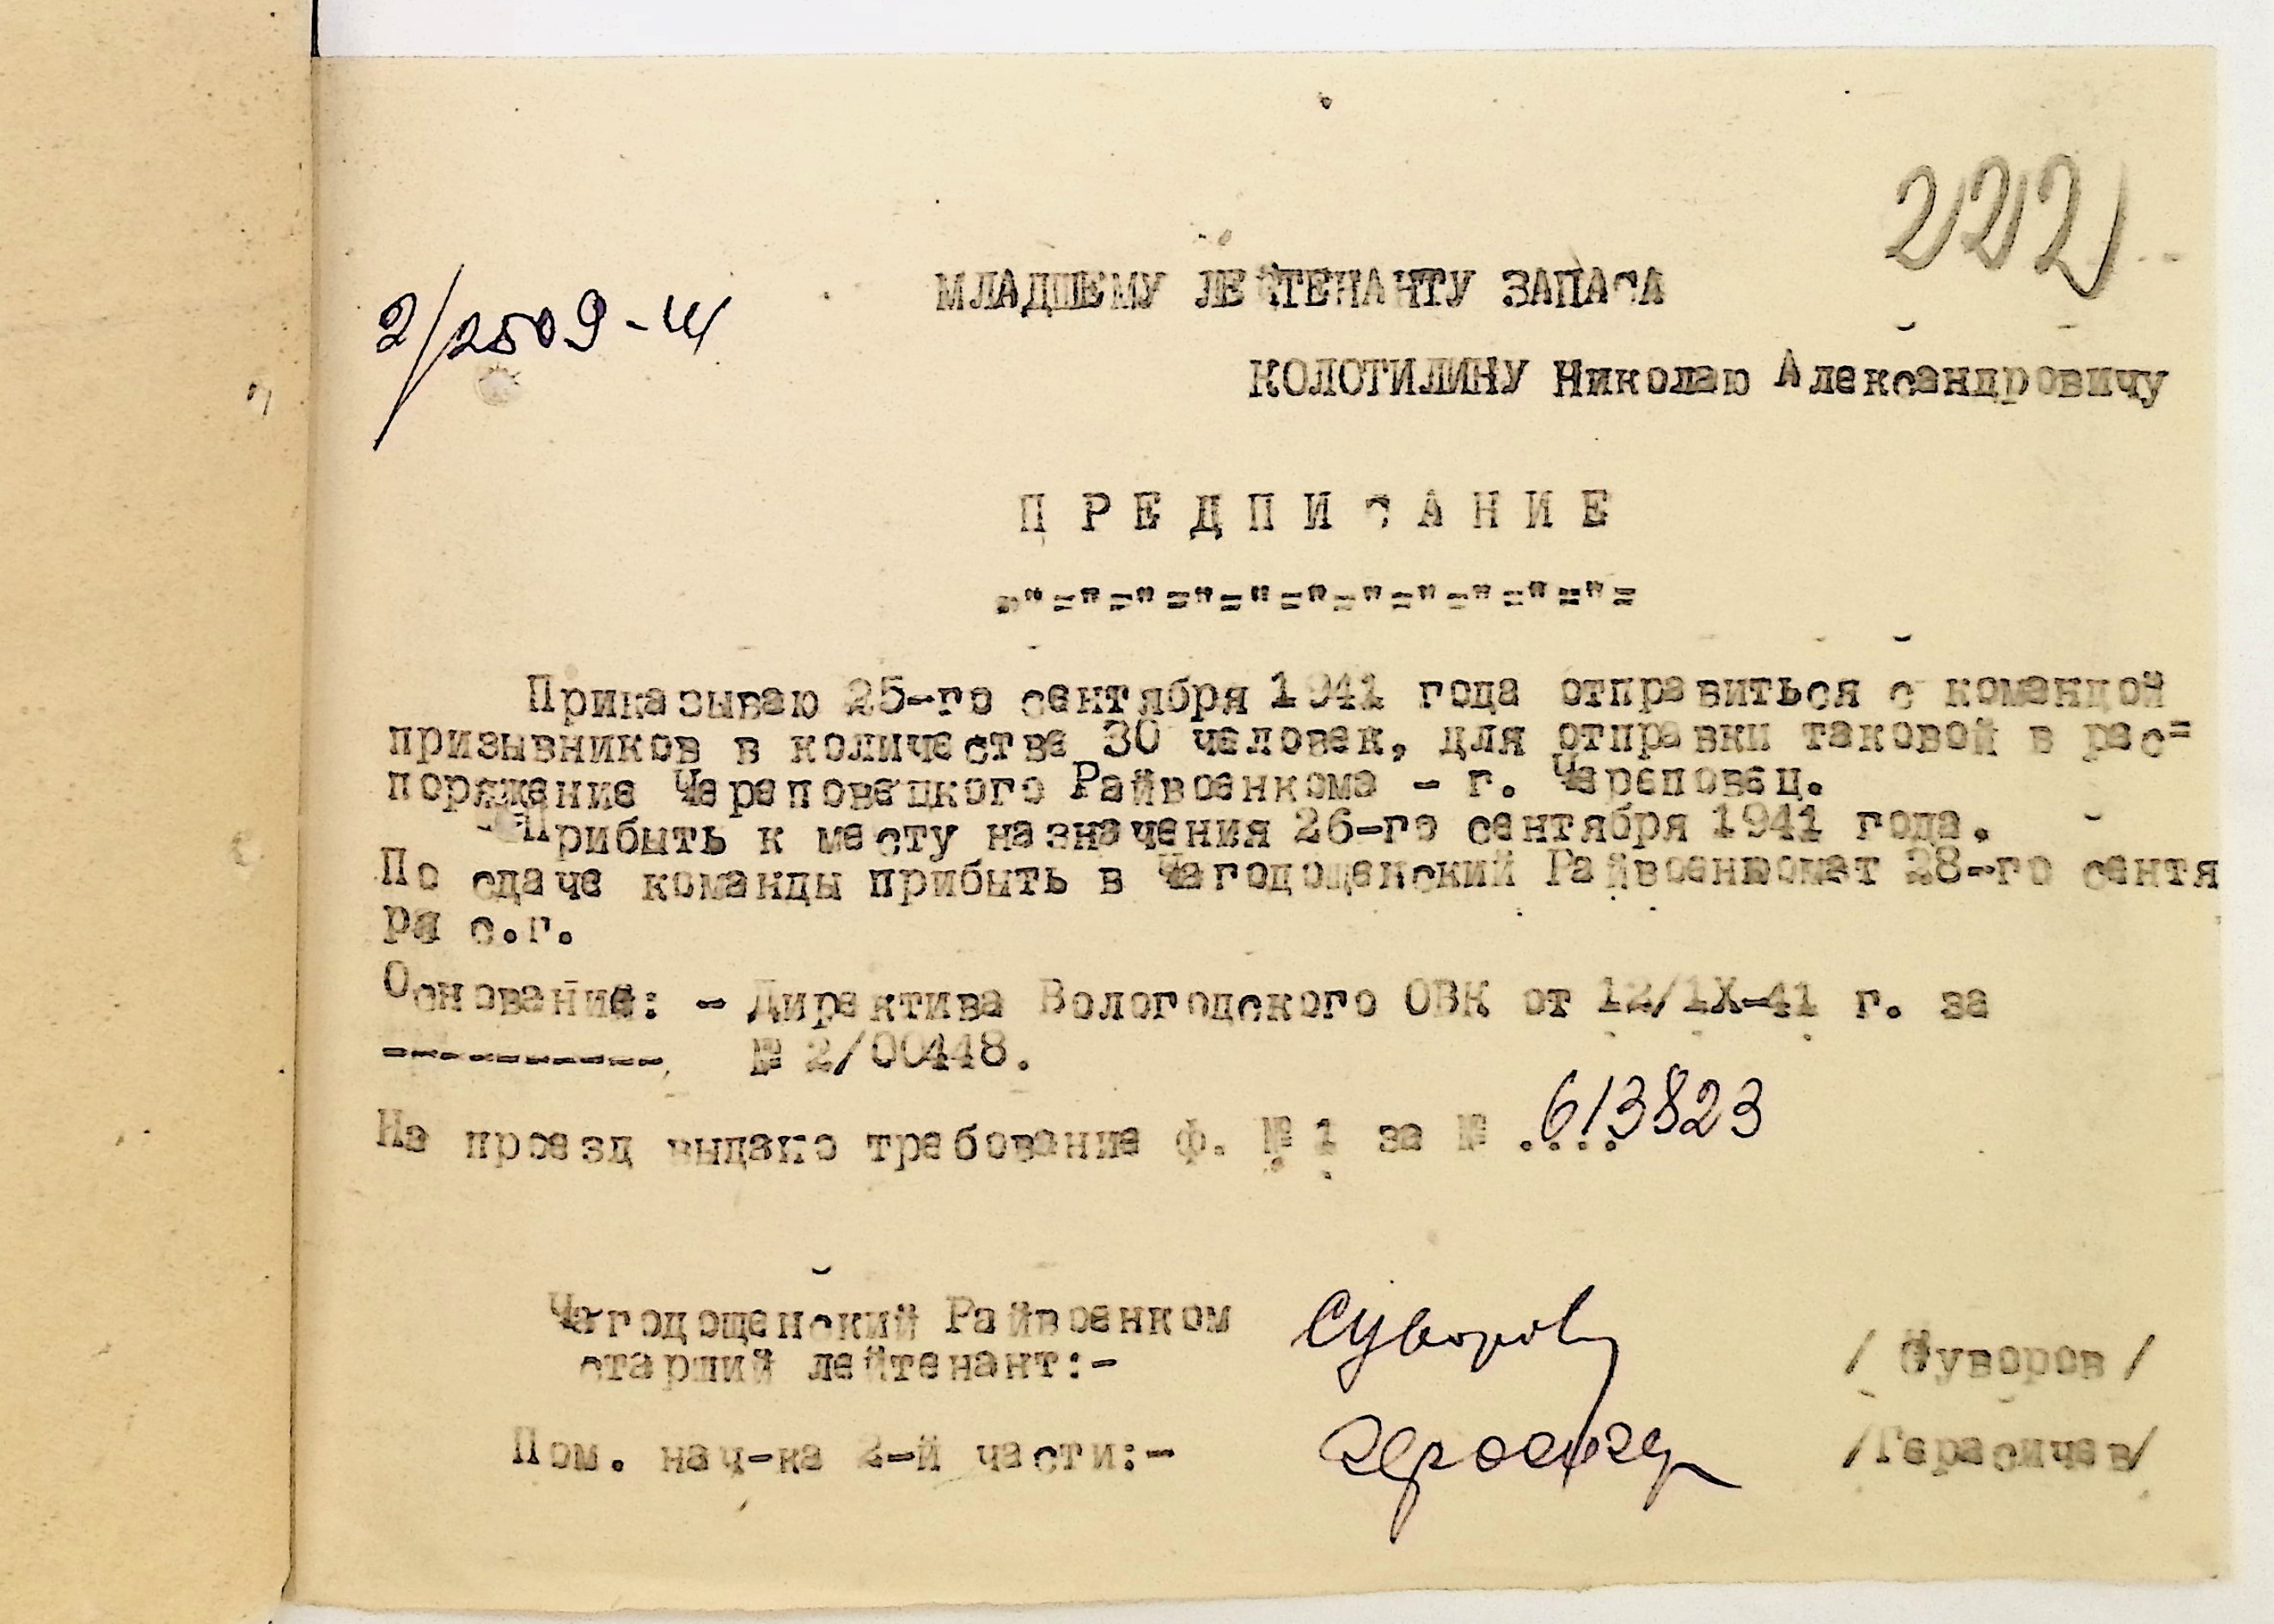 222
2/2509-Ш
МЛАДШЕМУ ЛЕЙТЕНАНТУ ЗАПАСА
КОЛОТИЛИНУ Николаю Александровичу
П Р Е Д П И С А Н И Е
="="="="="="="="="="="=
Приказываю 25-го сентября 1941 года отправиться с командой
призывников в количестве 30 человек, для отправки таковой в рас=
поряжение Череповецкого Райвоенкома - г. Череповец.
Прибыть к месту назначения 26-го сентября 1941 года.
По сдаче команды прибыть в Чагодощенский Райвоенкомат 28-го сентя
ра с.г.
Основание: - Директива Вологодского ОВК от 12/1Х-41 г. за
----------- № 2/00448.
На проезд выдано требование ф. № 1 за № ....613823
Чагодощенский Райвоенком
старший лейтенант:- Суворов / Суворов /
Пом. нач-ка 2-й части:- /Герасичев/